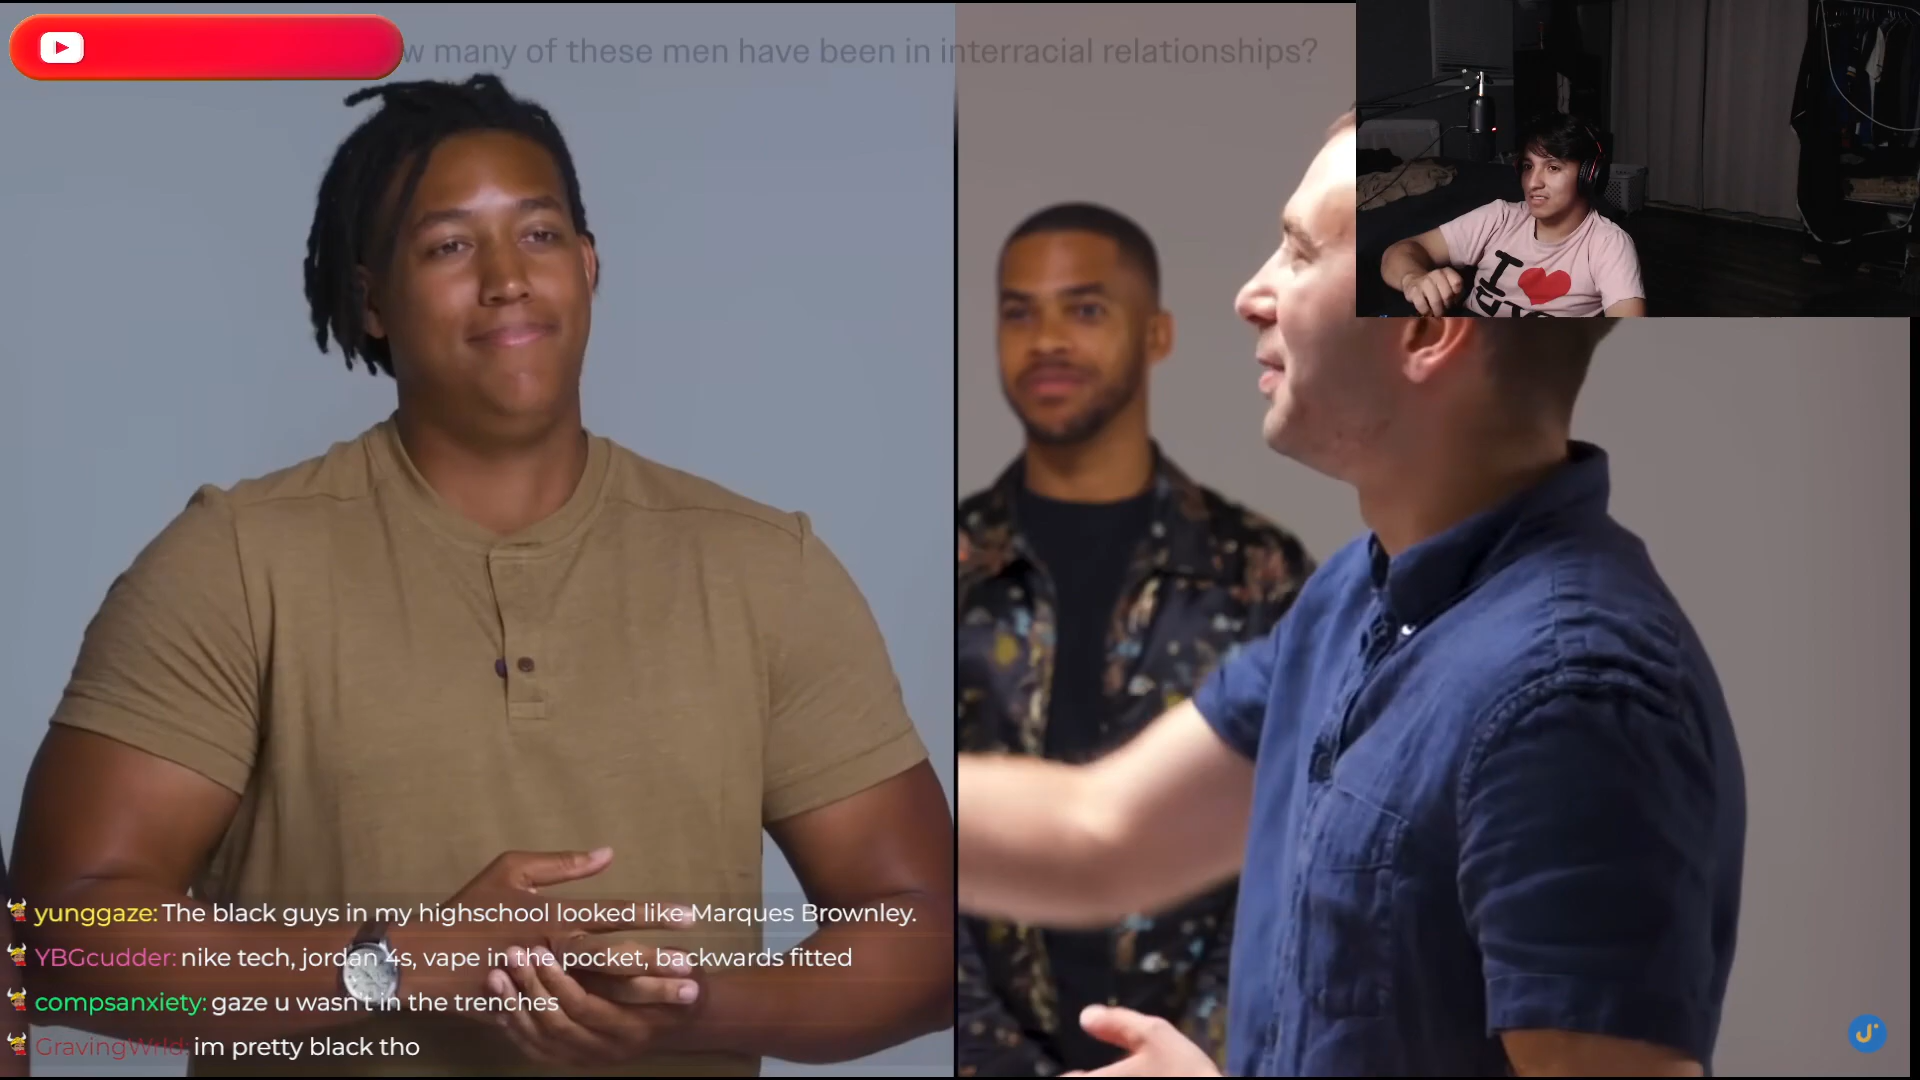 w many of these men have been in interracial relationships?
I
yunggaze: The black guys in my highschool looked like Marques Brownley.
YBGcudder: nike tech, jordan 4s, vape in the pocket, backwards fitted
compsanxiety: gaze u wasn't in the trenches
GravingWrld: im pretty black tho